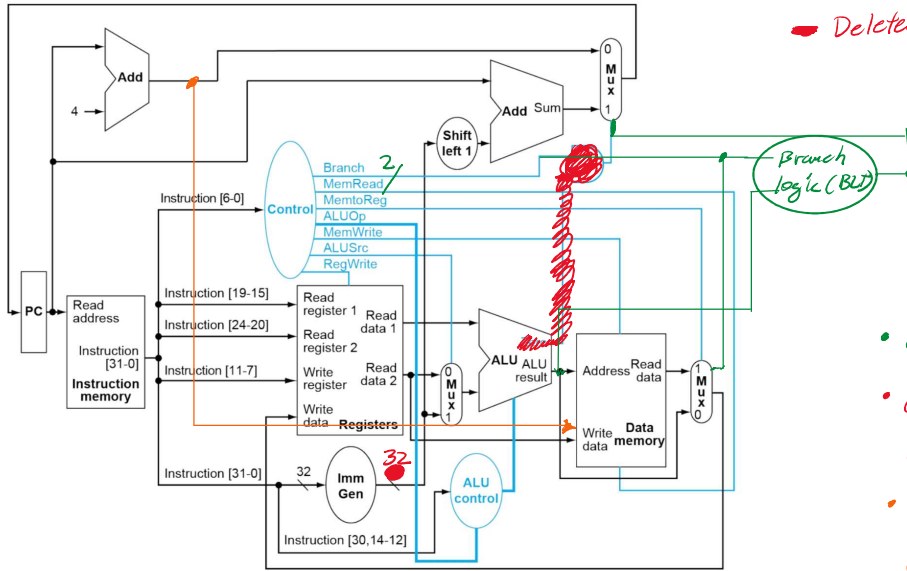 Delete
0
M
u
x
1
Add
4
Add Sum
Shift
left 1
Branch
2
MemRead
MemtoReg
ALUOp
MemWrite
ALUSrc
RegWrite
Control
Branch
logic (BLT)
Instruction [6-0]
PC
Read
address
Instruction
[31-0]
Instruction
memory
Instruction [19-15]
Instruction [24-20]
Instruction [11-7]
Read
register 1
Read
data 1
Read
register 2
Write
register
Read
data 2
Write
data
Registers
0
M
u
x
1
ALU
ALU
result
Address
Read
data
Write
data
Data
memory
1
M
u
x
0
Instruction [31-0]
32
Imm
Gen
32
ALU
control
Instruction [30,14-12]